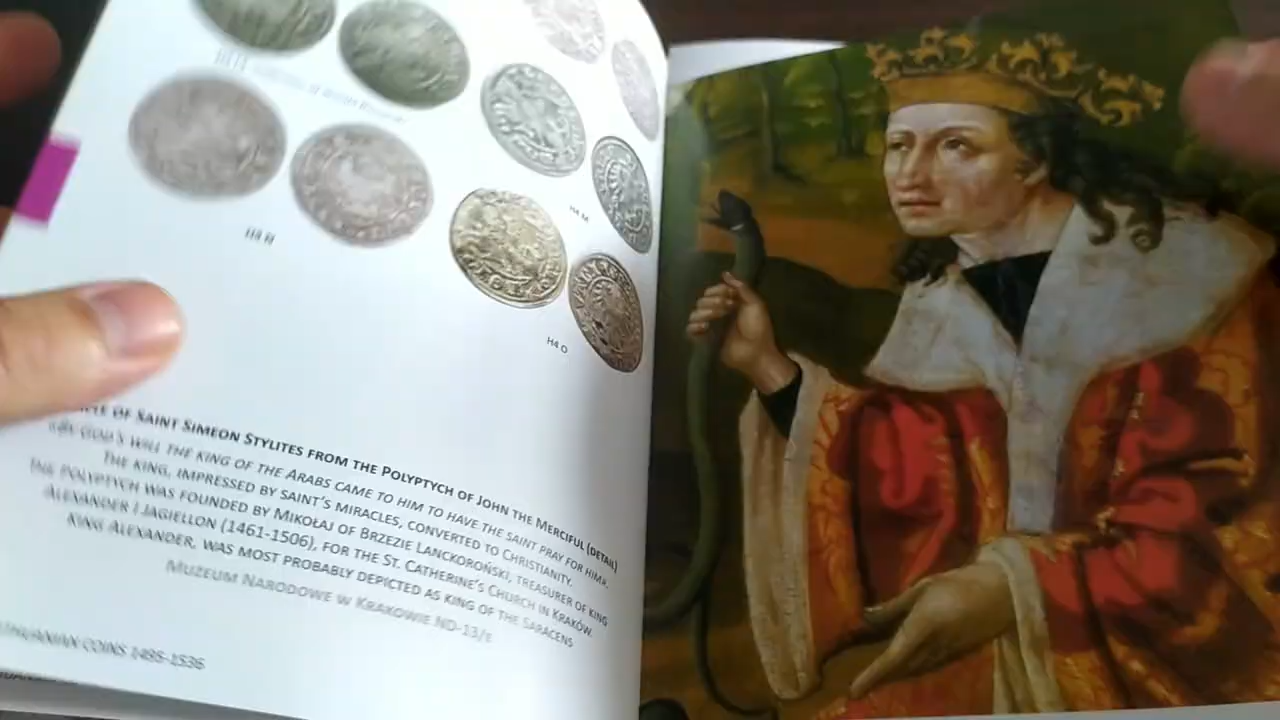 H4 M
H4 N
H4 O
OF SAINT SIMEON STYLITES FROM THE POLYPTYCH OF JOHN THE MERCIFUL (DETAIL)
GOD'S WILL THE KING OF THE ARABS CAME TO HIM TO HAVE THE SAINT PRAY FOR HIM.
THE KING, IMPRESSED BY SAINT'S MIRACLES, CONVERTED TO CHRISTIANITY.
THE POLYPTYCH WAS FOUNDED BY MIKOŁAJ OF BRZEZIE LANCKOROŃSKI, TREASURER OF KING
ALEXANDER I JAGIELLON (1461-1506), FOR THE ST. CATHERINE'S CHURCH IN KRAKÓW.
KING ALEXANDER, WAS MOST PROBABLY DEPICTED AS KING OF THE SARACENS
MUZEUM NARODOWE W KRAKOWIE ND-13/E
COINS 1485-1536